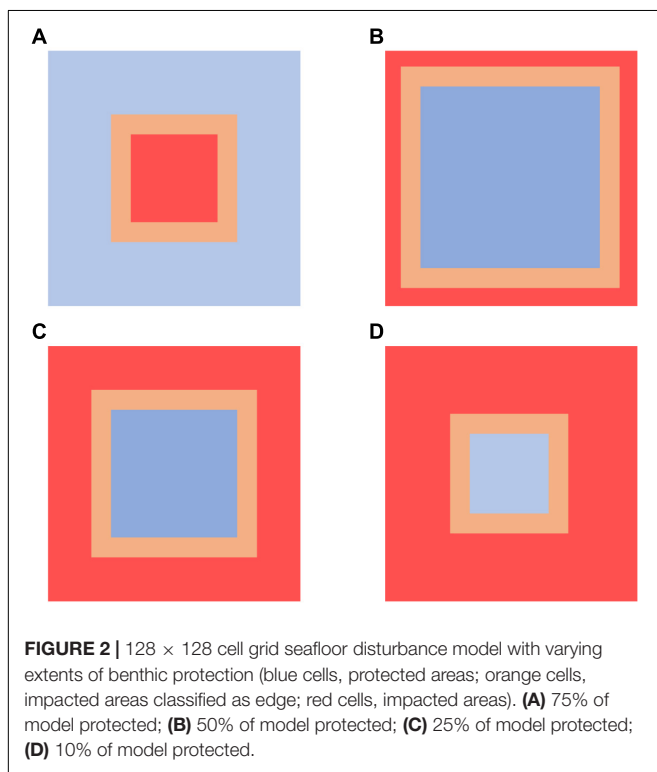 A
B
C
D
FIGURE 2 | 128 × 128 cell grid seafloor disturbance model with varying
extents of benthic protection (blue cells, protected areas; orange cells,
impacted areas classified as edge; red cells, impacted areas). (A) 75% of
model protected; (B) 50% of model protected; (C) 25% of model protected;
(D) 10% of model protected.